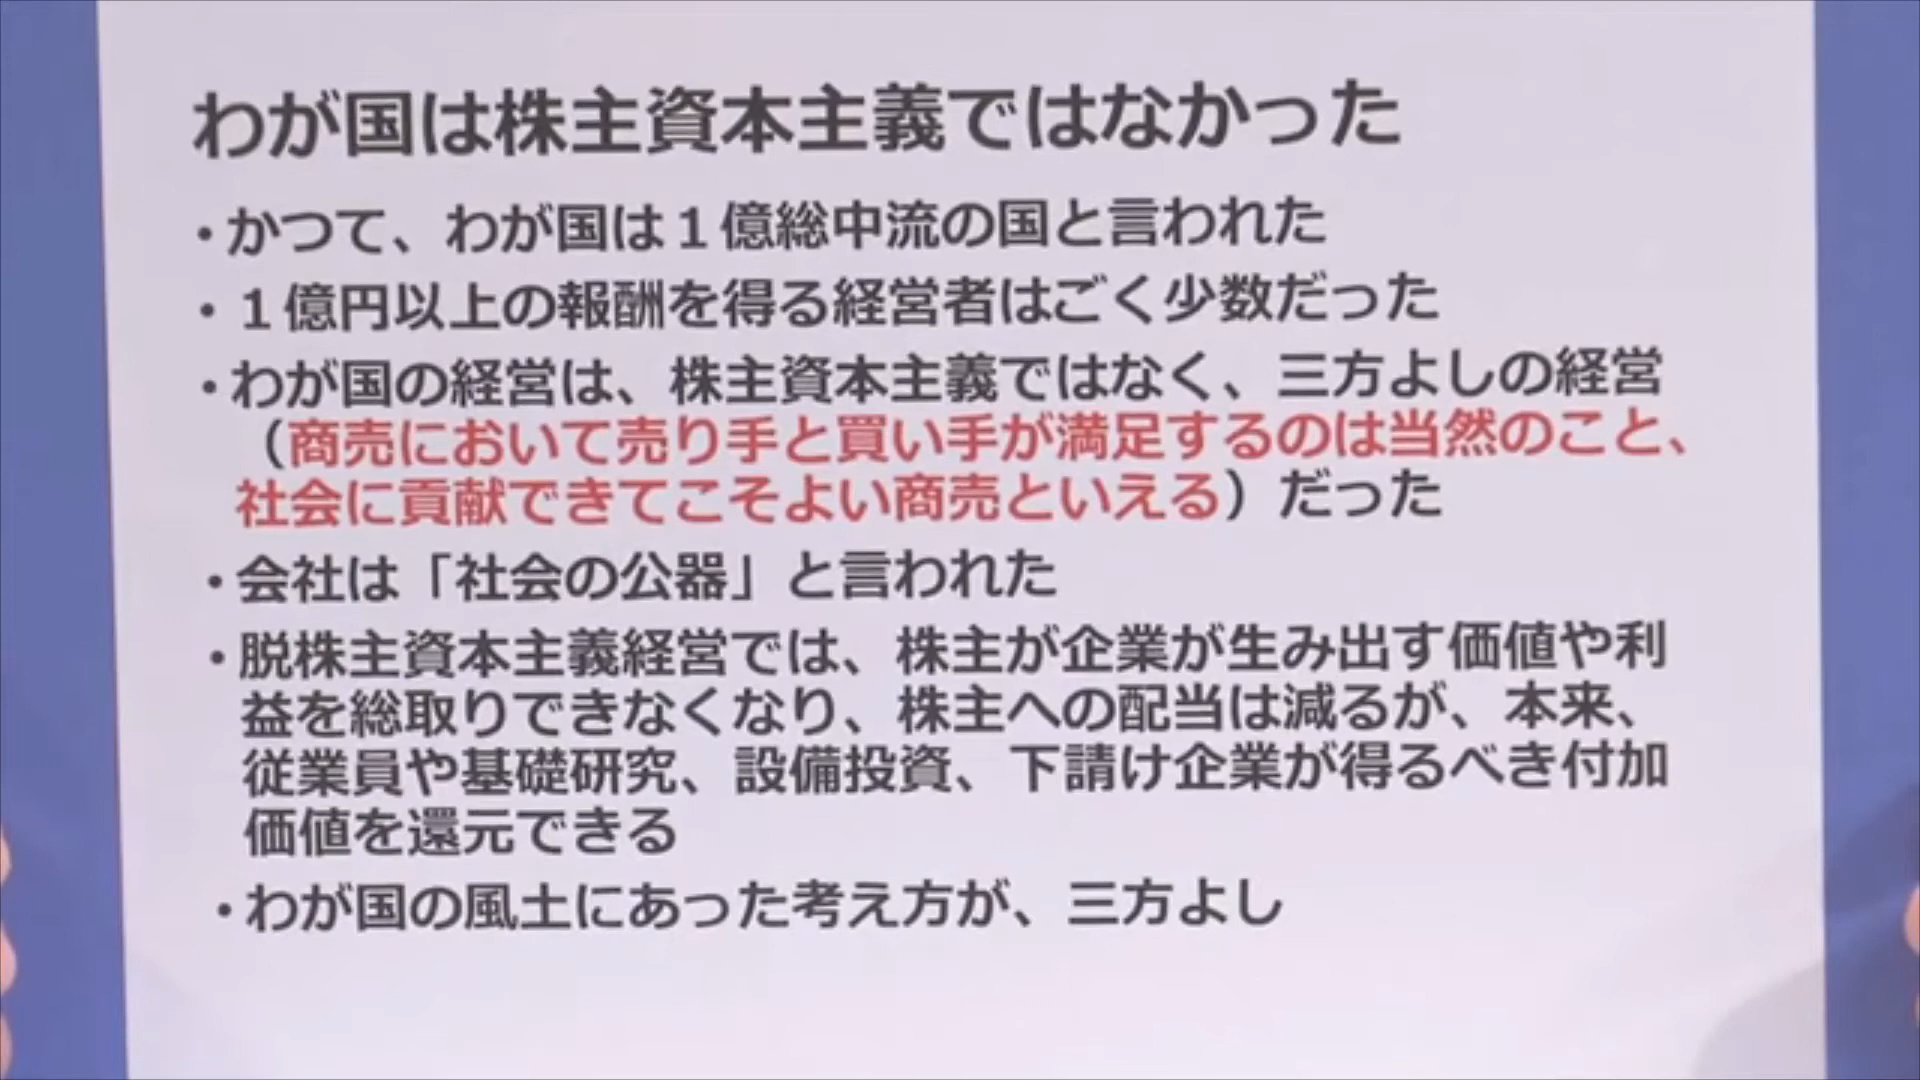 わが国は株主資本主義ではなかった
・かつて、わが国は１億総中流の国と言われた
・１億円以上の報酬を得る経営者はごく少数だった
・わが国の経営は、株主資本主義ではなく、三方よしの経営
（商売において売り手と買い手が満足するのは当然のこと、
社会に貢献できてこそよい商売といえる）だった
・会社は「社会の公器」と言われた
・脱株主資本主義経営では、株主が企業が生み出す価値や利
益を総取りできなくなり、株主への配当は減るが、本来、
従業員や基礎研究、設備投資、下請け企業が得るべき付加
価値を還元できる
・わが国の風土にあった考え方が、三方よし